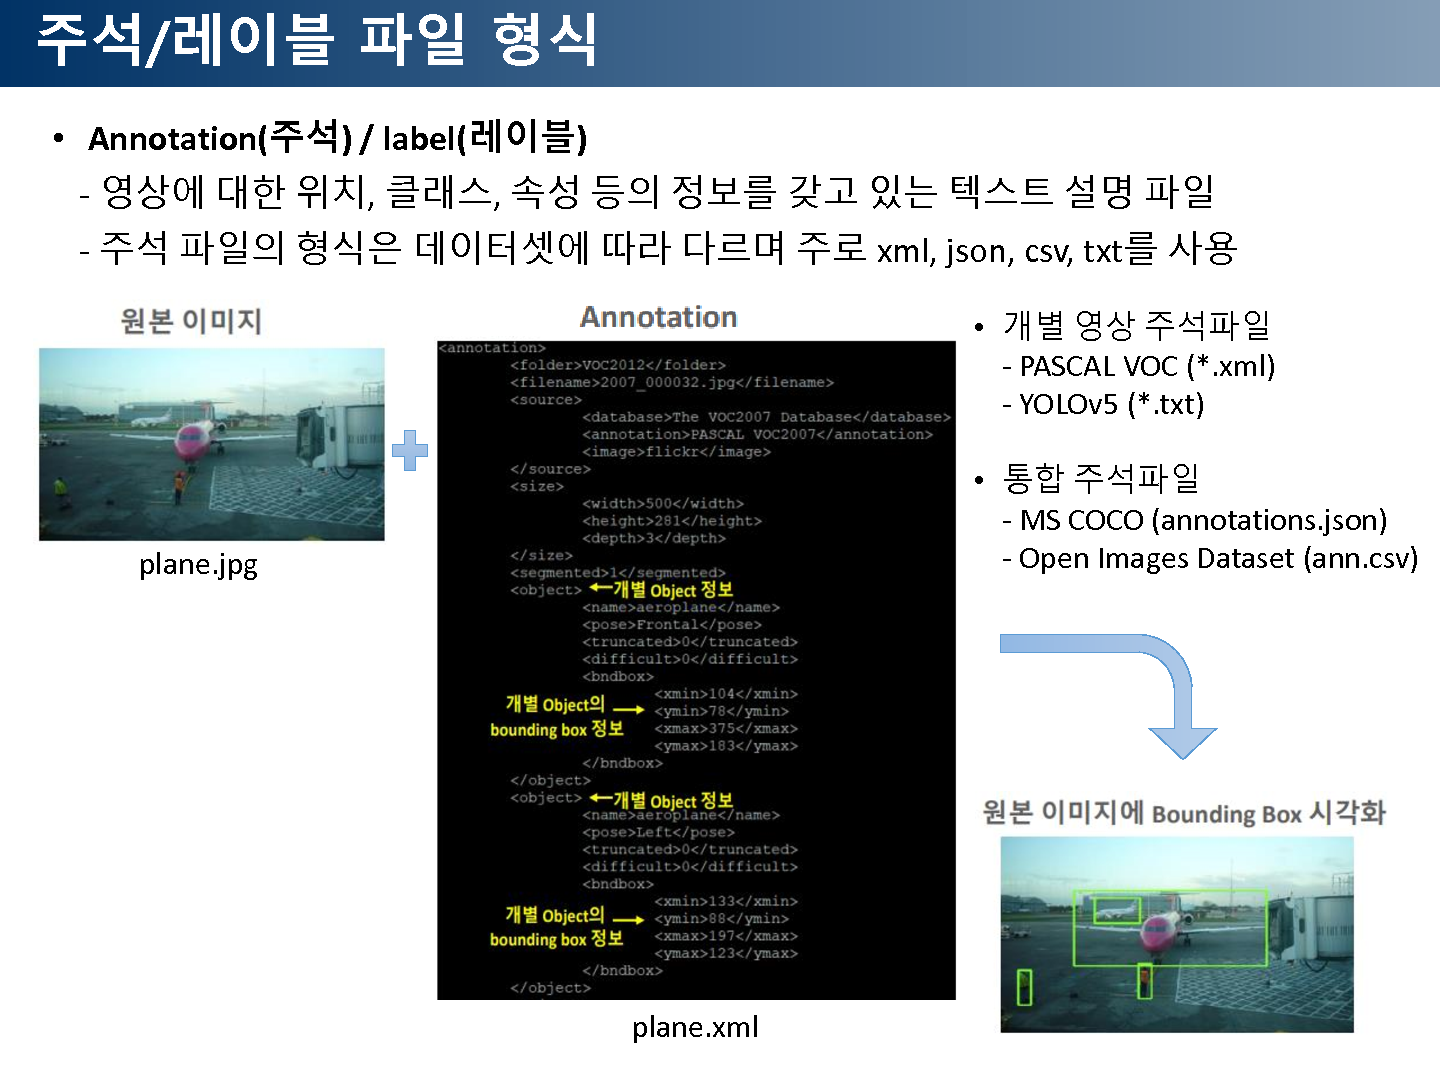 주석/레이블 파일 형식
• Annotation(주석) / label(레이블)
- 영상에 대한 위치, 클래스, 속성 등의 정보를 갖고 있는 텍스트 설명 파일
- 주석 파일의 형식은 데이터셋에 따라 다르며 주로 xml, json, csv, txt를 사용
원본 이미지
plane.jpg
Annotation
<annotation>
<folder>VOC2012</folder>
<filename>2007_000032.jpg</filename>
<source>
<database>The VOC2007 Database</database>
<annotation>PASCAL VOC2007</annotation>
<image>flickr</image>
</source>
<size>
<width>500</width>
<height>281</height>
<depth>3</depth>
</size>
<segmented>1</segmented>
<object> 개별 Object 정보
<name>aeroplane</name>
<pose>Frontal</pose>
<truncated>0</truncated>
<difficult>0</difficult>
<bndbox>
개별 Object의
bounding box 정보
<xmin>104</xmin>
<ymin>78</ymin>
<xmax>375</xmax>
<ymax>183</ymax>
</bndbox>
</object>
<object> 개별 Object 정보
<name>aeroplane</name>
<pose>Left</pose>
<truncated>0</truncated>
<difficult>0</difficult>
<bndbox>
개별 Object의
bounding box 정보
<xmin>133</xmin>
<ymin>88</ymin>
<xmax>197</xmax>
<ymax>123</ymax>
</bndbox>
</object>
plane.xml
• 개별 영상 주석파일
- PASCAL VOC (*.xml)
- YOLOv5 (*.txt)
• 통합 주석파일
- MS COCO (annotations.json)
- Open Images Dataset (ann.csv)
원본 이미지에 Bounding Box 시각화